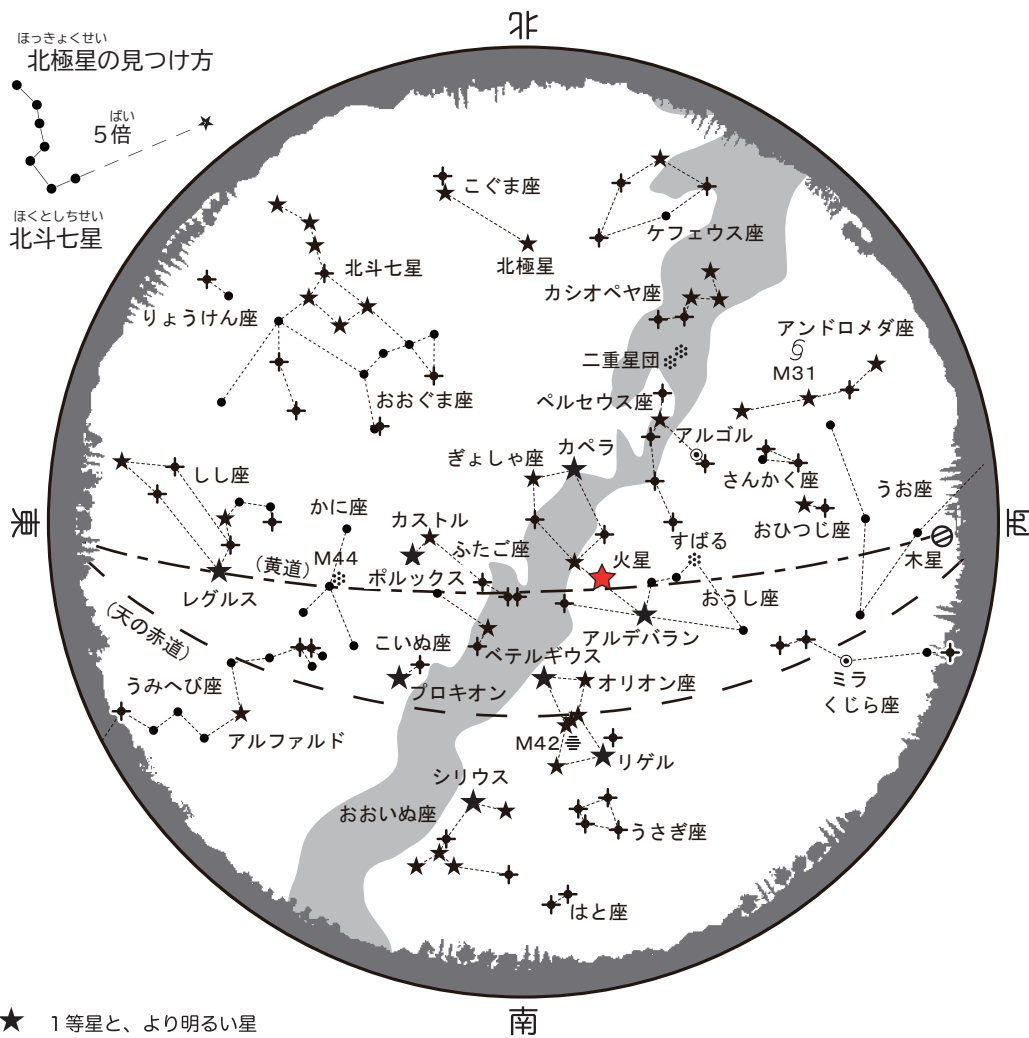 北
ほっきょくせい
北極星の見つけ方
ばい
5倍
ほくとしちせい
北斗七星
こぐま座
ケフェウス座
北極星
北斗七星
カシオペヤ座
りょうけん座
アンドロメダ座
二重星団
M31
おおぐま座
ペルセウス座
アルゴル
カペラ
ぎょしゃ座
さんかく座
しし座
うお座
かに座
カストル
おひつじ座
東
西
ふたご座
すばる
(黄道)
M44
火星
木星
ポルックス
レグルス
おうし座
(天の赤道)
アルデバラン
こいぬ座
ベテルギウス
うみへび座
プロキオン
オリオン座
ミラ
くじら座
アルファルド
M42
リゲル
シリウス
おおいぬ座
うさぎ座
はと座
南
1等星と、より明るい星